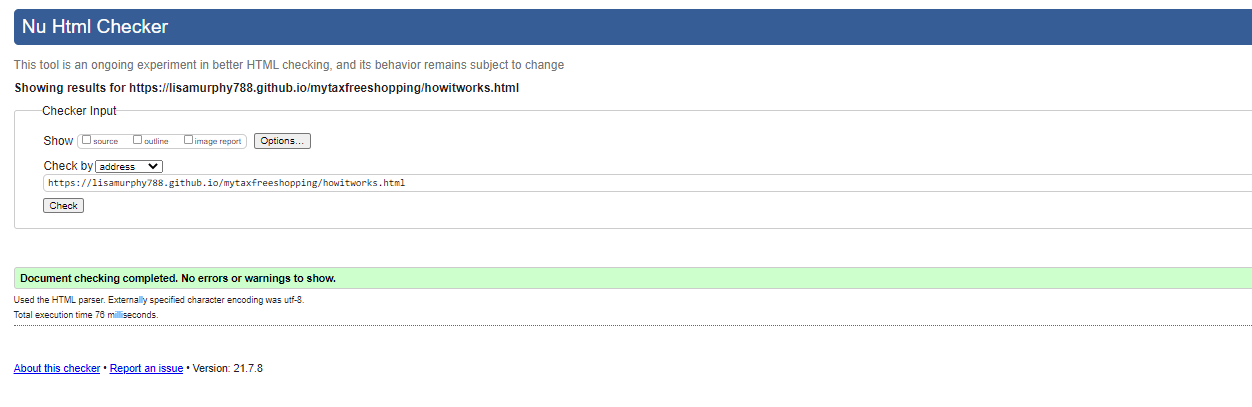 Nu Html Checker
This tool is an ongoing experiment in better HTML checking, and its behavior remains subject to change
Showing results for https://lisamurphy788.github.io/mytaxfreeshopping/howitworks.html
Checker Input
Show source outline image report Options...
Check by address
https://lisamurphy788.github.io/mytaxfreeshopping/howitworks.html
Check
Document checking completed. No errors or warnings to show.
Used the HTML parser. Externally specified character encoding was utf-8.
Total execution time 76 milliseconds.
About this checker • Report an issue • Version: 21.7.8